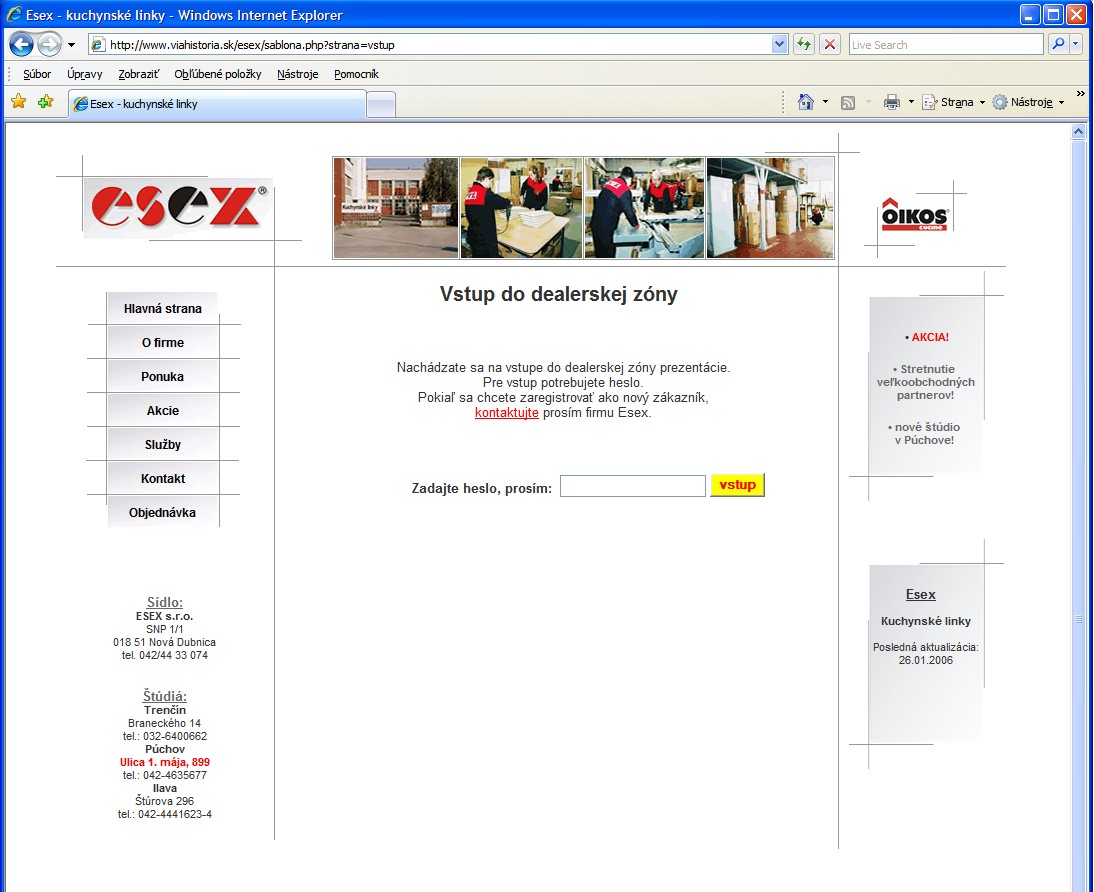 Esex - kuchynské linky - Windows Internet Explorer
http://www.viahistoria.sk/esex/sablona.php?strana=vstup
Live Search
Súbor Úpravy Zobraziť Obľúbené položky Nástroje Pomocník
Esex - kuchynské linky
Strana Nástroje
esex®
Kuchynské linky
ÔIKOS
cucine
Hlavná strana
O firme
Ponuka
Akcie
Služby
Kontakt
Objednávka
Sídlo:
ESEX s.r.o.
SNP 1/1
018 51 Nová Dubnica
tel. 042/44 33 074
Štúdiá:
Trenčín
Braneckého 14
tel.: 032-6400662
Púchov
Ulica 1. mája, 899
tel.: 042-4635677
Ilava
Štúrova 296
tel.: 042-4441623-4
Vstup do dealerskej zóny
Nachádzate sa na vstupe do dealerskej zóny prezentácie.
Pre vstup potrebujete heslo.
Pokiaľ sa chcete zaregistrovať ako nový zákazník,
kontaktujte prosím firmu Esex.
Zadajte heslo, prosím: vstup
• AKCIA!
• Stretnutie
veľkoobchodných
partnerov!
• nové štúdio
v Púchove!
Esex
Kuchynské linky
Posledná aktualizácia:
26.01.2006